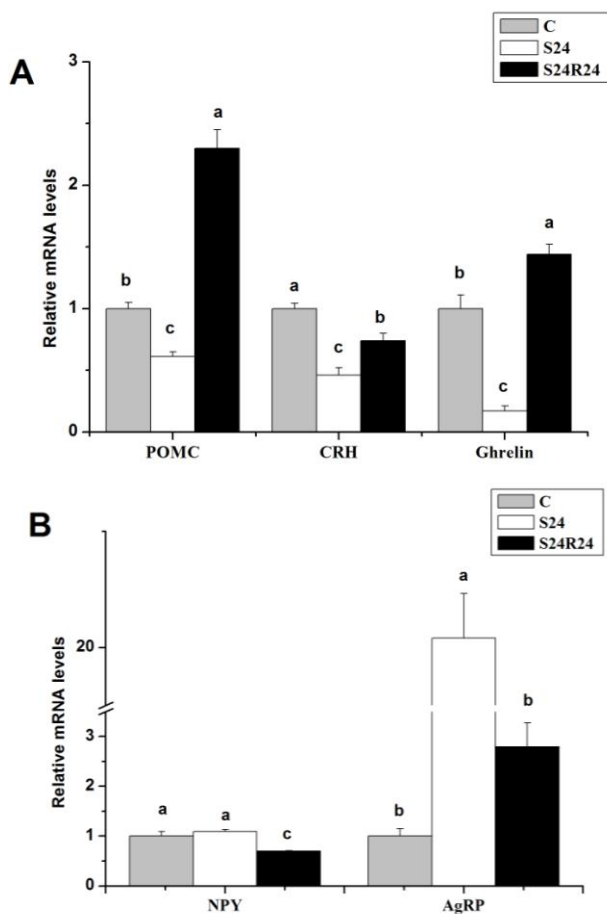 A
C
S24
S24R24
Relative mRNA levels
3
2
1
0
b
c
a
a
c
b
b
c
a
POMC CRH Ghrelin
B
C
S24
S24R24
Relative mRNA levels
20
3
2
1
0
a
a
c
b
a
b
NPY AgRP